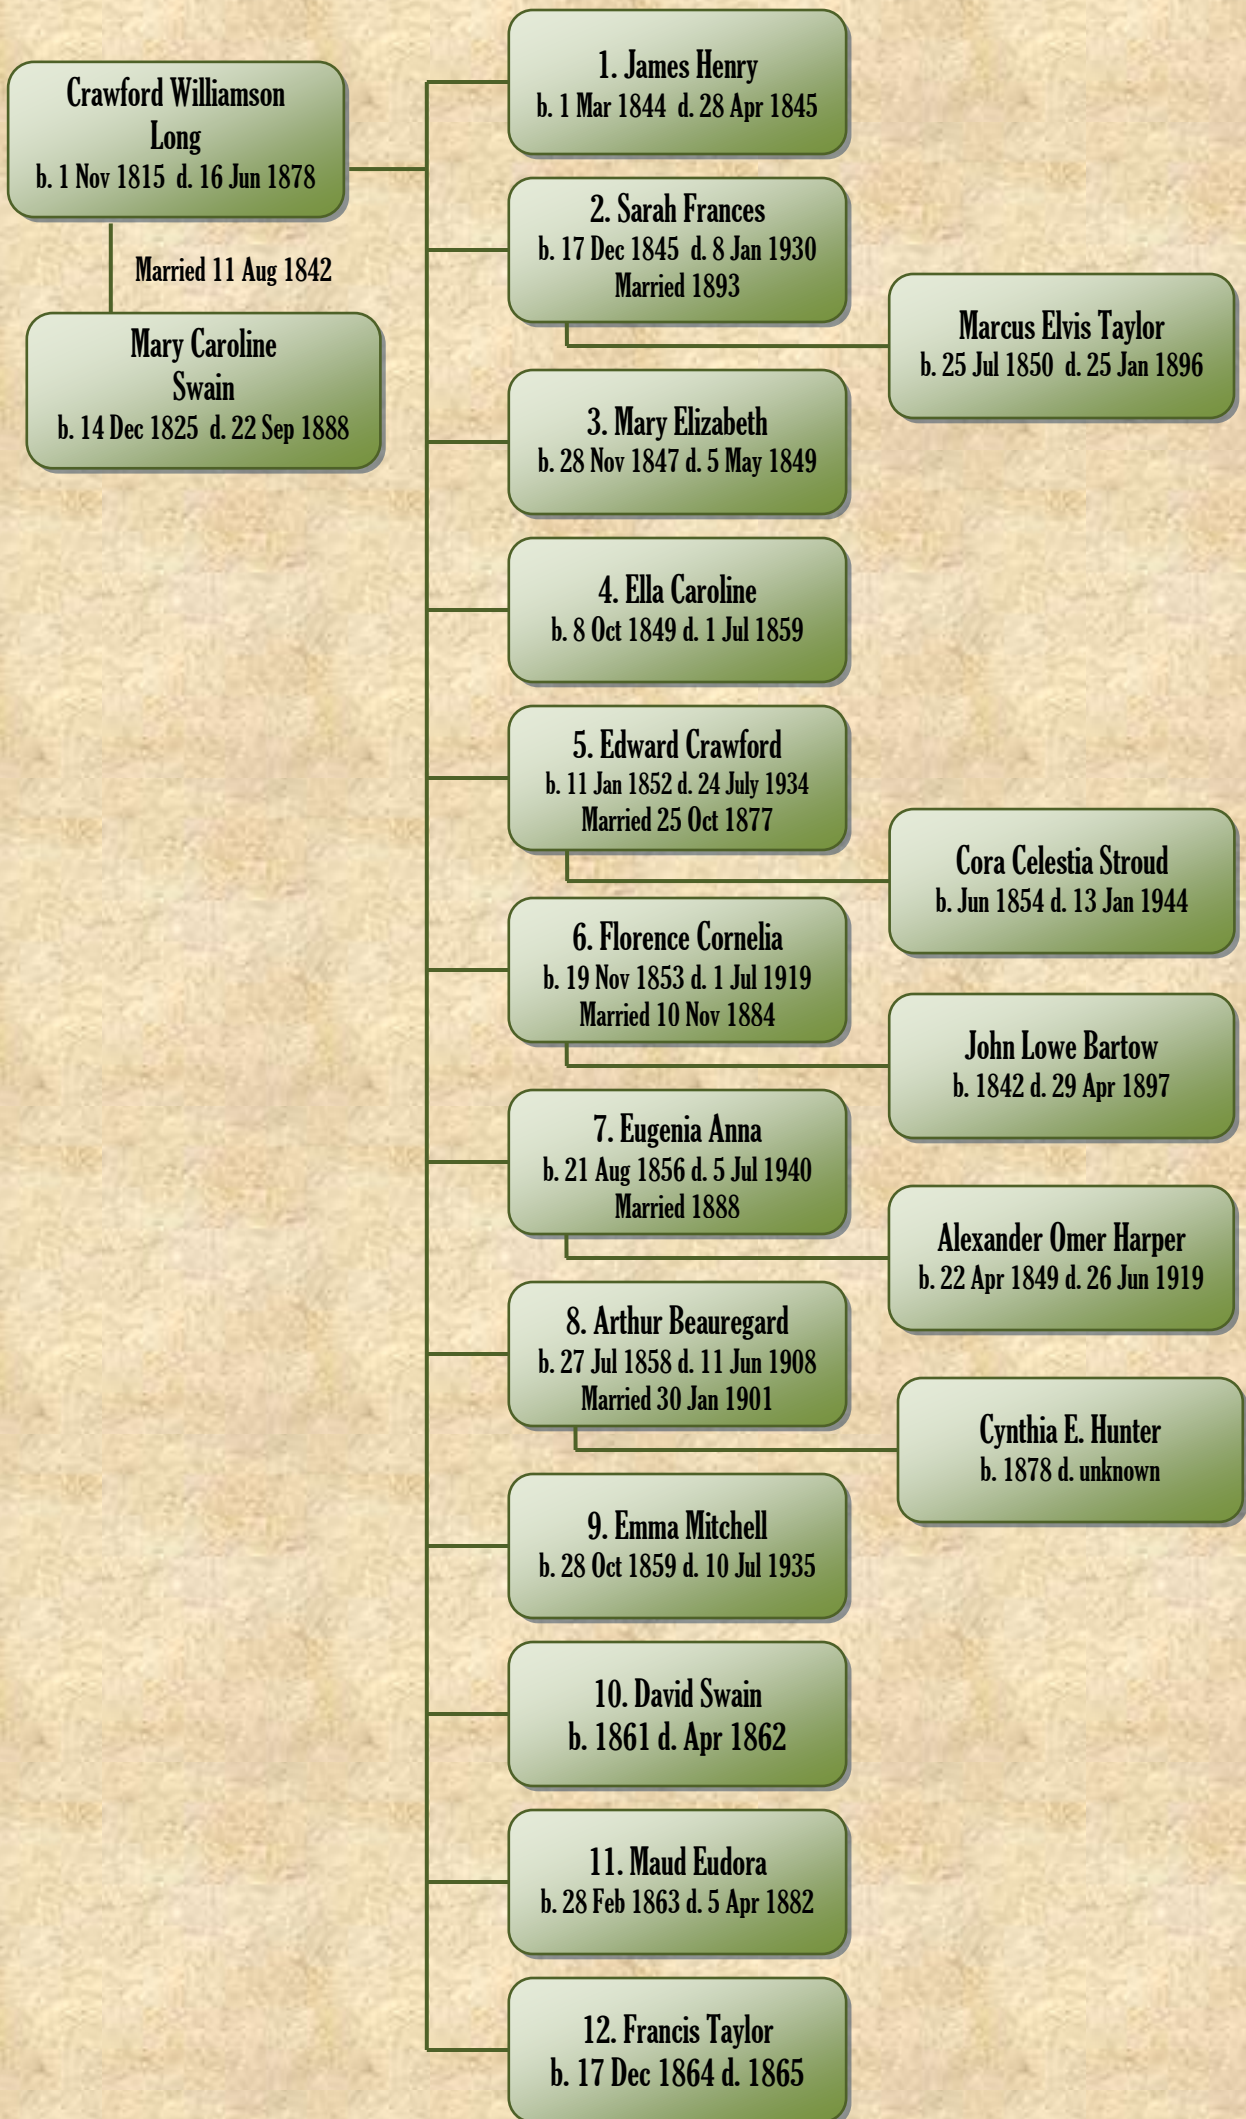 Crawford Williamson
Long
b. 1 Nov 1815  d. 16 Jun 1878
Married 11 Aug 1842
Mary Caroline
Swain
b. 14 Dec 1825  d. 22 Sep 1888
1. James Henry
b. 1 Mar 1844  d. 28 Apr 1845
2. Sarah Frances
b. 17 Dec 1845  d. 8 Jan 1930
Married 1893
Marcus Elvis Taylor
b. 25 Jul 1850  d. 25 Jan 1896
3. Mary Elizabeth
b. 28 Nov 1847 d. 5 May 1849
4. Ella Caroline
b. 8 Oct 1849 d. 1 Jul 1859
5. Edward Crawford
b. 11 Jan 1852 d. 24 July 1934
Married 25 Oct 1877
Cora Celestia Stroud
b. Jun 1854 d. 13 Jan 1944
6. Florence Cornelia
b. 19 Nov 1853 d. 1 Jul 1919
Married 10 Nov 1884
John Lowe Bartow
b. 1842 d. 29 Apr 1897
7. Eugenia Anna
b. 21 Aug 1856 d. 5 Jul 1940
Married 1888
Alexander Omer Harper
b. 22 Apr 1849 d. 26 Jun 1919
8. Arthur Beauregard
b. 27 Jul 1858 d. 11 Jun 1908
Married 30 Jan 1901
Cynthia E. Hunter
b. 1878 d. unknown
9. Emma Mitchell
b. 28 Oct 1859 d. 10 Jul 1935
10. David Swain
b. 1861 d. Apr 1862
11. Maud Eudora
b. 28 Feb 1863 d. 5 Apr 1882
12. Francis Taylor
b. 17 Dec 1864 d. 1865